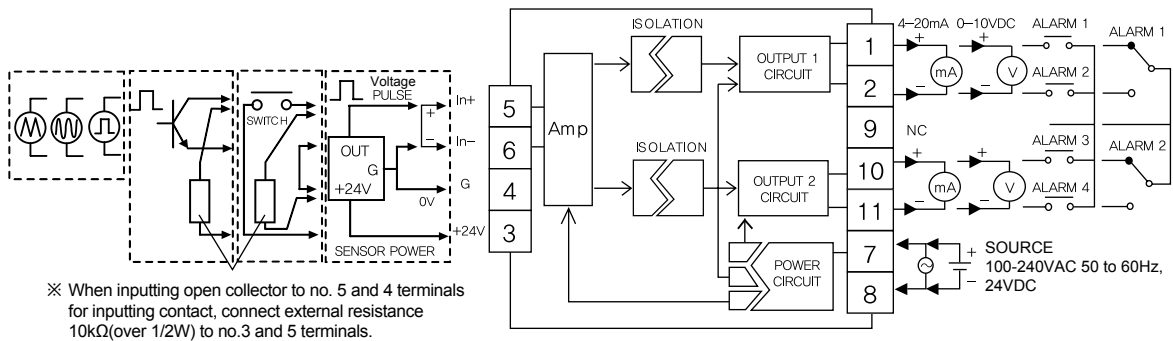 ISOLATION
4-20mA 0-10VDC
ALARM 1
ALARM 1
1
OUTPUT 1
CIRCUIT
mA
V
2
ALARM 2
Voltage
PULSE
In+
In-
SWITCH
OUT
G
+24V
G
0V
+24V
SENSOR POWER
5
6
4
3
Amp
9
NC
ISOLATION
10
OUTPUT 2
CIRCUIT
11
mA
V
ALARM 3
ALARM 4
ALARM 2
7
POWER
CIRCUIT
8
SOURCE
100-240VAC 50 to 60Hz,
24VDC
※ When inputting open collector to no. 5 and 4 terminals
for inputting contact, connect external resistance
10kΩ(over 1/2W) to no.3 and 5 terminals.